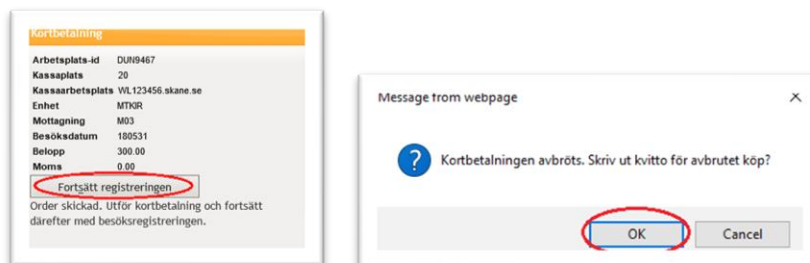 Kortbetalning
Arbetsplats-id DUN9467
Kassaplats 20
Kassaarbetsplats WL123456.skane.se
Enhet MTKIR
Mottagning M03
Besöksdatum 180531
Belopp 300.00
Moms 0.00
Fortsätt registreringen
Order skickad. Utför kortbetalning och fortsätt
därefter med besöksregistreringen.
Message from webpage
Kortbetalningen avbröts. Skriv ut kvitto för avbrutet köp?
OK Cancel